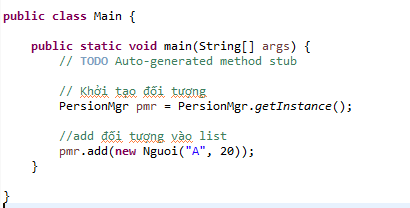 public class Main {
public static void main(String[] args) {
// TODO Auto-generated method stub
// Khởi tạo đối tượng
PersionMgr pmr = PersionMgr.getInstance();
//add đối tượng vào list
pmr.add(new Nguoi("A", 20));
}
}